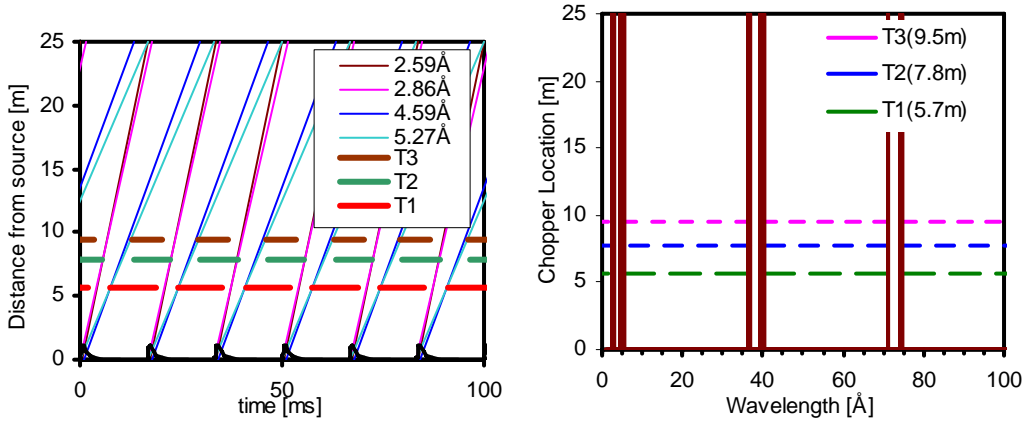 25
20
15
10
5
0
Distance from source [m]
2.59Å
2.86Å
4.59Å
5.27Å
T3
T2
T1
0
50
100
time [ms]
25
20
15
10
5
0
Chopper Location [m]
T3(9.5m)
T2(7.8m)
T1(5.7m)
0
20
40
60
80
100
Wavelength [Å]